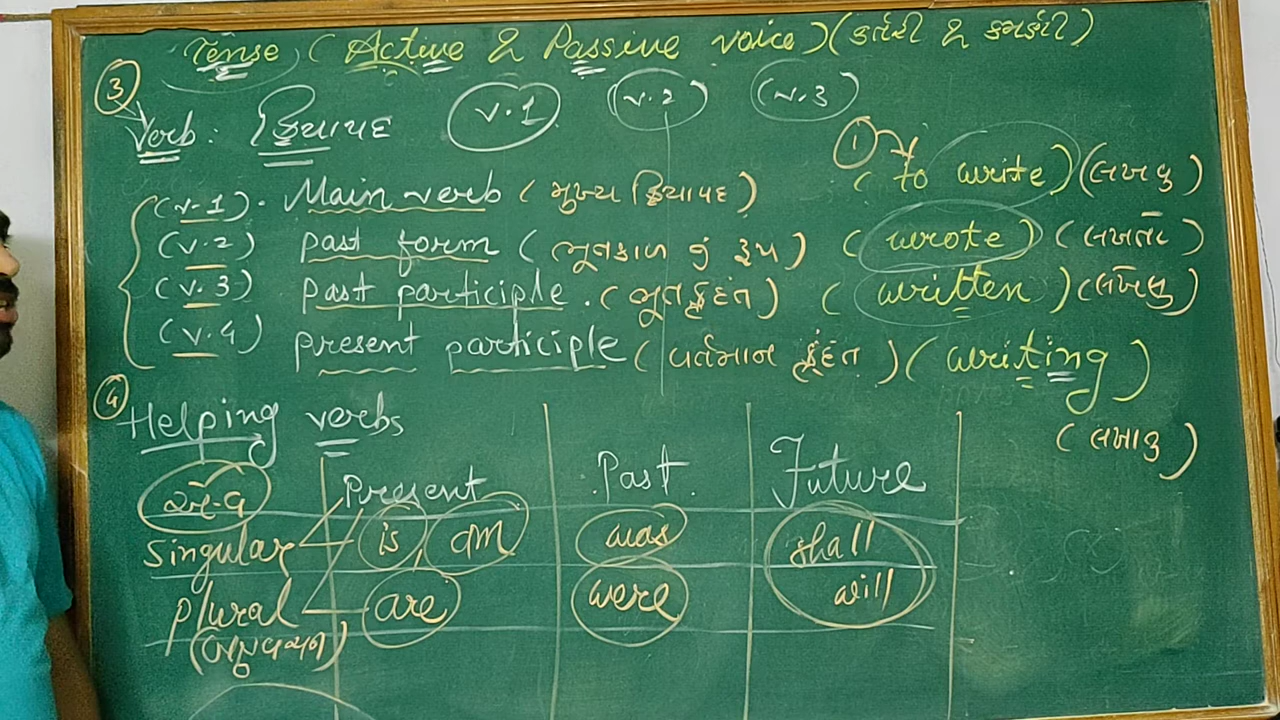 Tense (Active & Passive voice) (કર્તરી & કર્મણી)
3
Verb : ક્રિયાપદ (v.1) (v.2) (v.3)
(v.1). Main verb (મુખ્ય ક્રિયાપદ) 1 (to write) (લખવુ)
(v.2) past form (ભૂતકાળ નું રૂપ) (wrote) (લખતો)
(v.3) past participle. (ભૂતકૃદંત) (written) (લખેલુ)
(v.4) present participle (વર્તમાન કૃદંત) (writing)
(લખાવુ)
4 Helping verbs
એ.વ Present Past Future
singular is, am was shall
plural are were will
(બહુવચન)